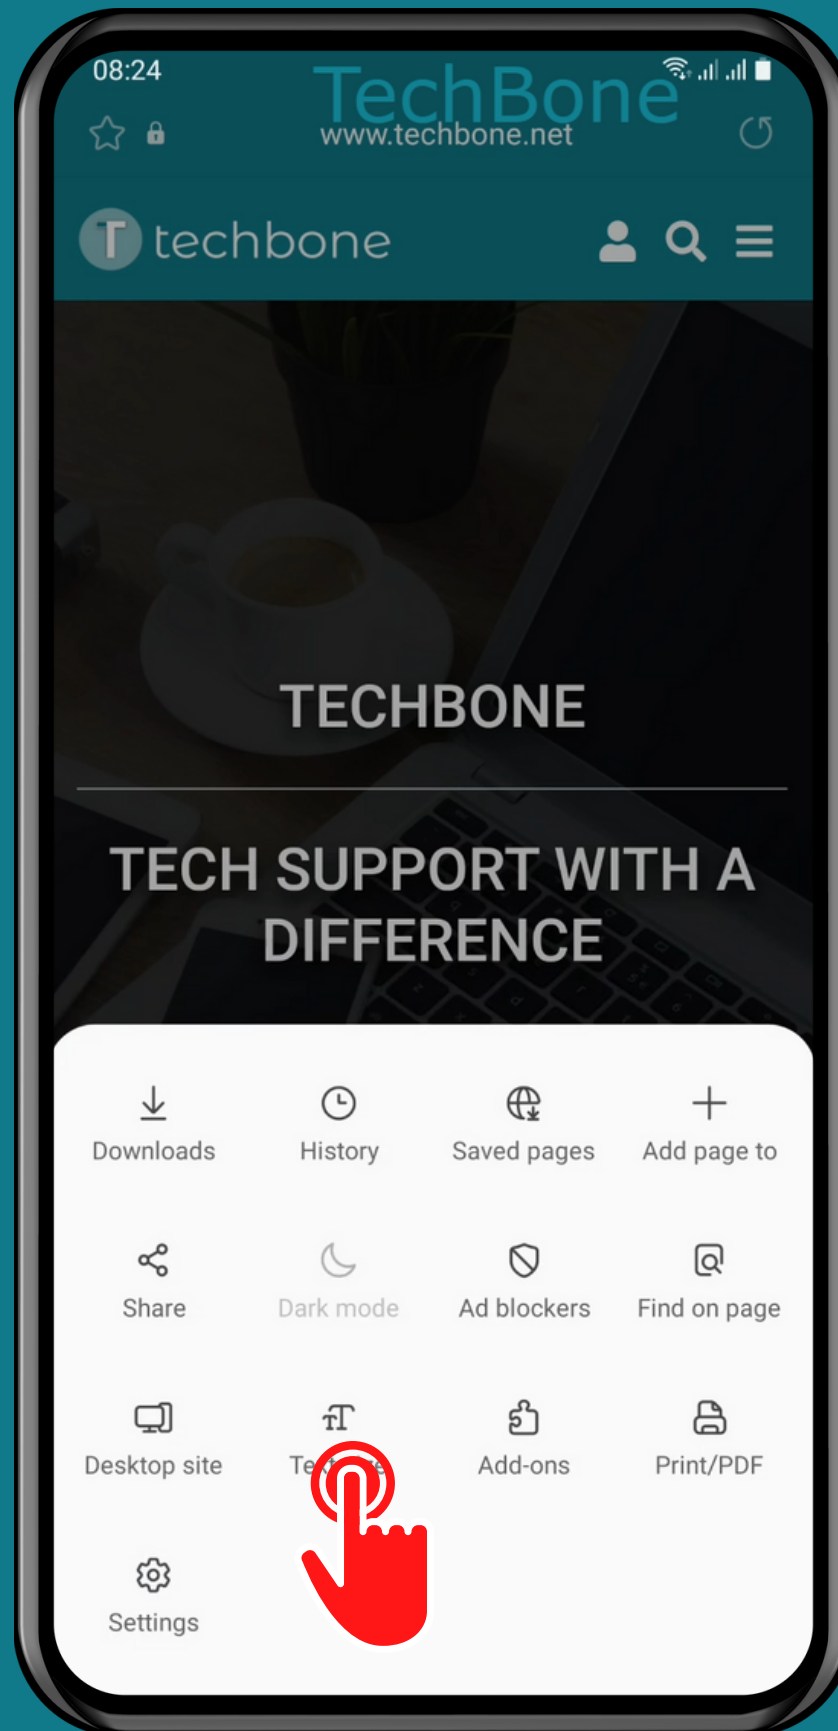 08:24
TechBone
www.techbone.net
T techbone
TECHBONE
TECH SUPPORT WITH A
DIFFERENCE
Downloads History Saved pages Add page to
Share Dark mode Ad blockers Find on page
Desktop site Text Add-ons Print/PDF
Settings